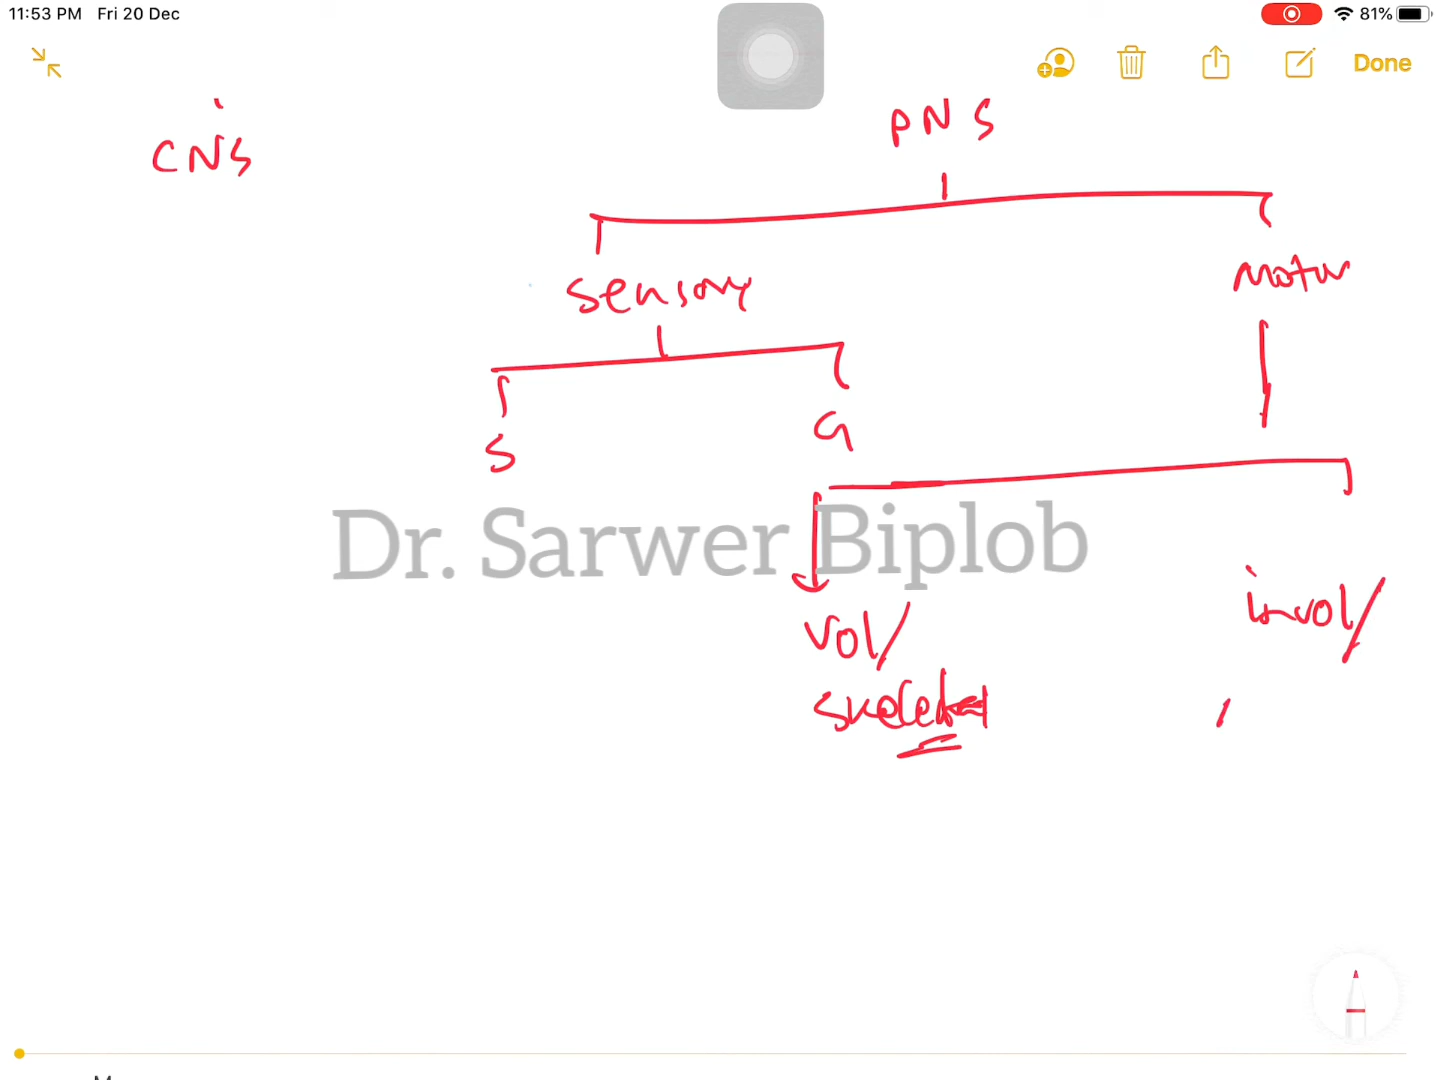 11:53 PM Fri 20 Dec
81%
Done
CNS
PNS
Sensory
Motor
S
G
Dr. Sarwer Biplob
vol/
invol/
skeletal